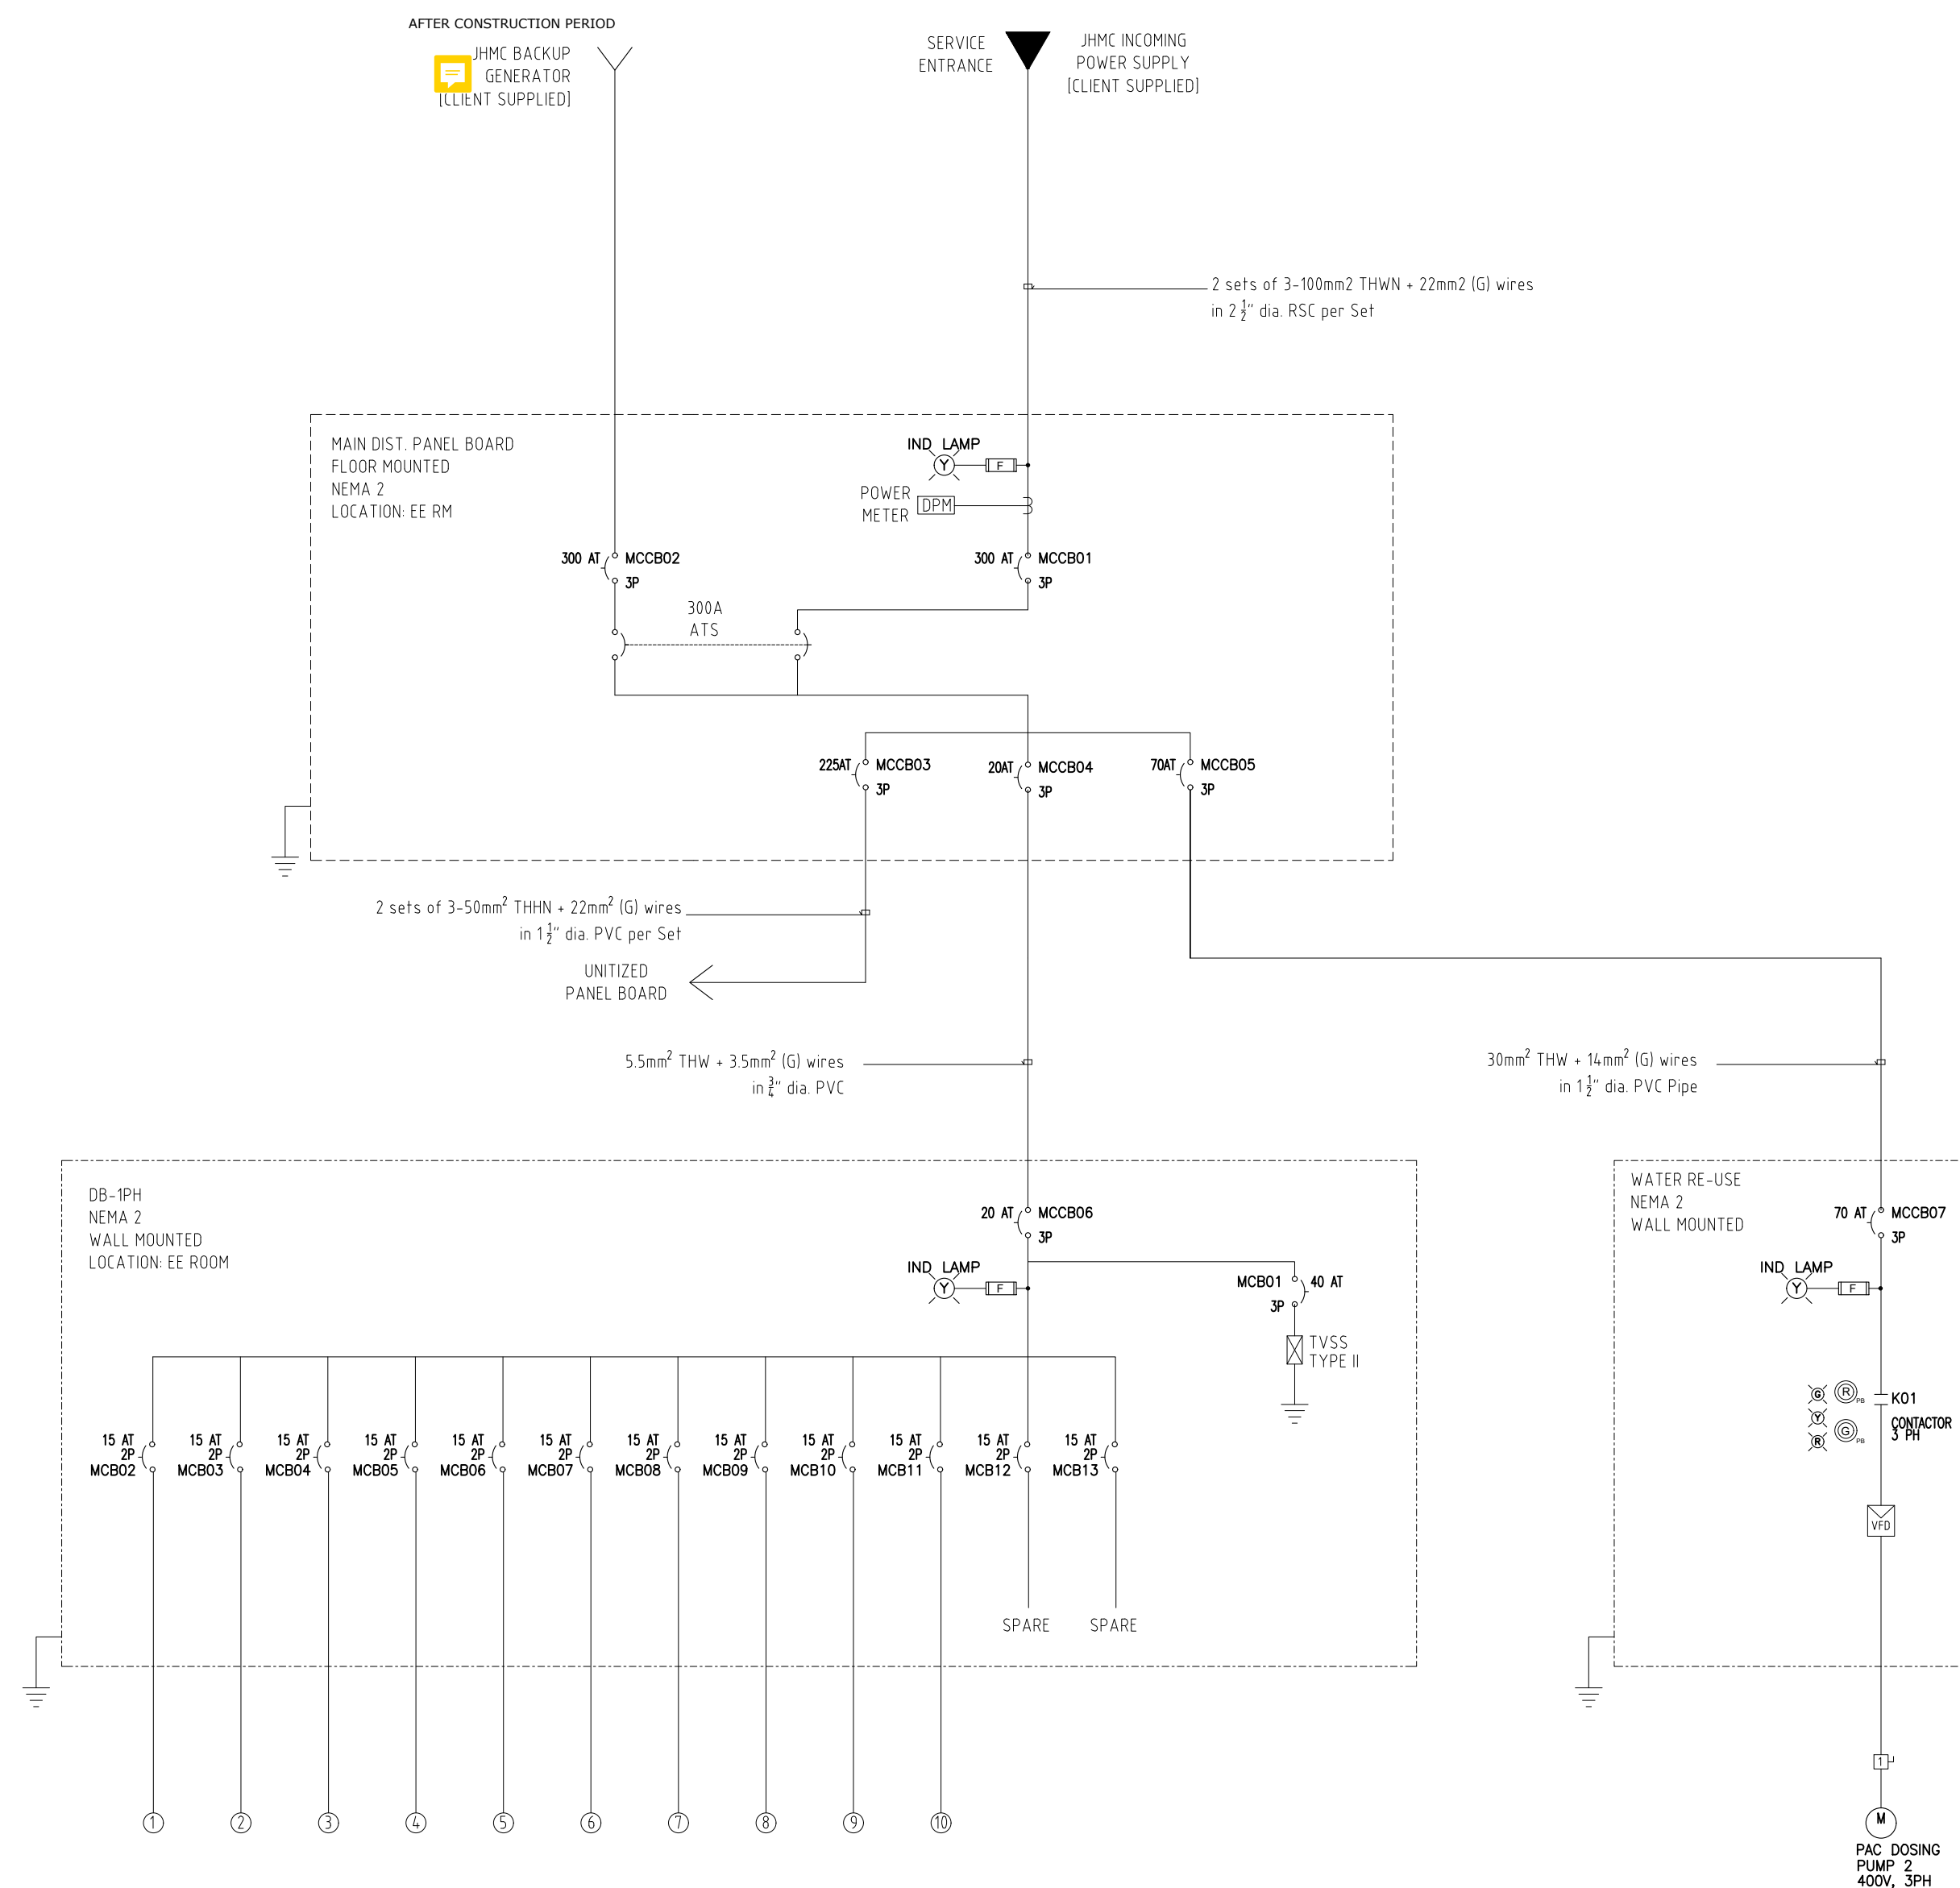 AFTER CONSTRUCTION PERIOD
JHMC BACKUP
GENERATOR
[CLIENT SUPPLIED]
SERVICE
ENTRANCE
JHMC INCOMING
POWER SUPPLY
[CLIENT SUPPLIED]
2 sets of 3-100mm2 THWN + 22mm2 (G) wires
in 2 1/2" dia. RSC per Set
MAIN DIST. PANEL BOARD
FLOOR MOUNTED
NEMA 2
LOCATION: EE RM
IND LAMP
Y
F
POWER
METER
DPM
300 AT
MCCB02
3P
300 AT
MCCB01
3P
300A
ATS
225AT
MCCB03
3P
20AT
MCCB04
3P
70AT
MCCB05
3P
2 sets of 3-50mm² THHN + 22mm² (G) wires
in 1 1/2" dia. PVC per Set
UNITIZED
PANEL BOARD
5.5mm² THW + 3.5mm² (G) wires
in 3/4" dia. PVC
30mm² THW + 14mm² (G) wires
in 1 1/2" dia. PVC Pipe
DB-1PH
NEMA 2
WALL MOUNTED
LOCATION: EE ROOM
20 AT
MCCB06
3P
IND LAMP
Y
F
MCB01
40 AT
3P
TVSS
TYPE II
15 AT
2P
MCB02
15 AT
2P
MCB03
15 AT
2P
MCB04
15 AT
2P
MCB05
15 AT
2P
MCB06
15 AT
2P
MCB07
15 AT
2P
MCB08
15 AT
2P
MCB09
15 AT
2P
MCB10
15 AT
2P
MCB11
15 AT
2P
MCB12
15 AT
2P
MCB13
SPARE
SPARE
1
2
3
4
5
6
7
8
9
10
WATER RE-USE
NEMA 2
WALL MOUNTED
70 AT
MCCB07
3P
IND LAMP
Y
F
G
R
PB
Y
G
PB
R
K01
CONTACTOR
3 PH
VFD
1
M
PAC DOSING
PUMP 2
400V, 3PH